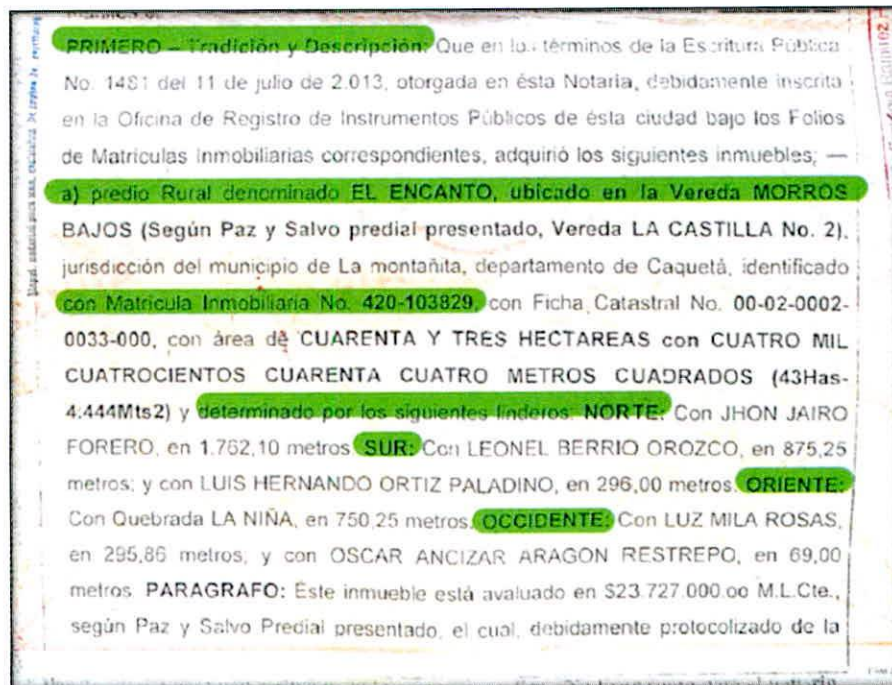 PRIMERO – Tradición y Descripción: Que en los términos de la Escritura Pública
No. 1481 del 11 de julio de 2.013, otorgada en ésta Notaria, debidamente inscrita
en la Oficina de Registro de Instrumentos Públicos de ésta ciudad bajo los Folios
de Matrículas Inmobiliarias correspondientes, adquirió los siguientes inmuebles; —
a) predio Rural denominado EL ENCANTO, ubicado en la Vereda MORROS
BAJOS (Según Paz y Salvo predial presentado, Vereda LA CASTILLA No. 2),
jurisdicción del municipio de La montañita, departamento de Caquetá, identificado
con Matricula Inmobiliaria No. 420-103829, con Ficha Catastral No. 00-02-0002-
0033-000, con área de CUARENTA Y TRES HECTAREAS con CUATRO MIL
CUATROCIENTOS CUARENTA CUATRO METROS CUADRADOS (43Has-
4.444Mts2) y determinado por los siguientes linderos: NORTE: Con JHON JAIRO
FORERO, en 1.762,10 metros. SUR: Con LEONEL BERRIO OROZCO, en 875,25
metros; y con LUIS HERNANDO ORTIZ PALADINO, en 296,00 metros. ORIENTE:
Con Quebrada LA NIÑA, en 750,25 metros. OCCIDENTE: Con LUZ MILA ROSAS,
en 295,86 metros; y con OSCAR ANCIZAR ARAGON RESTREPO, en 69,00
metros. PARAGRAFO: Este inmueble está avaluado en $23.727.000.oo M.L.Cte.,
según Paz y Salvo Predial presentado, el cual, debidamente protocolizado de la